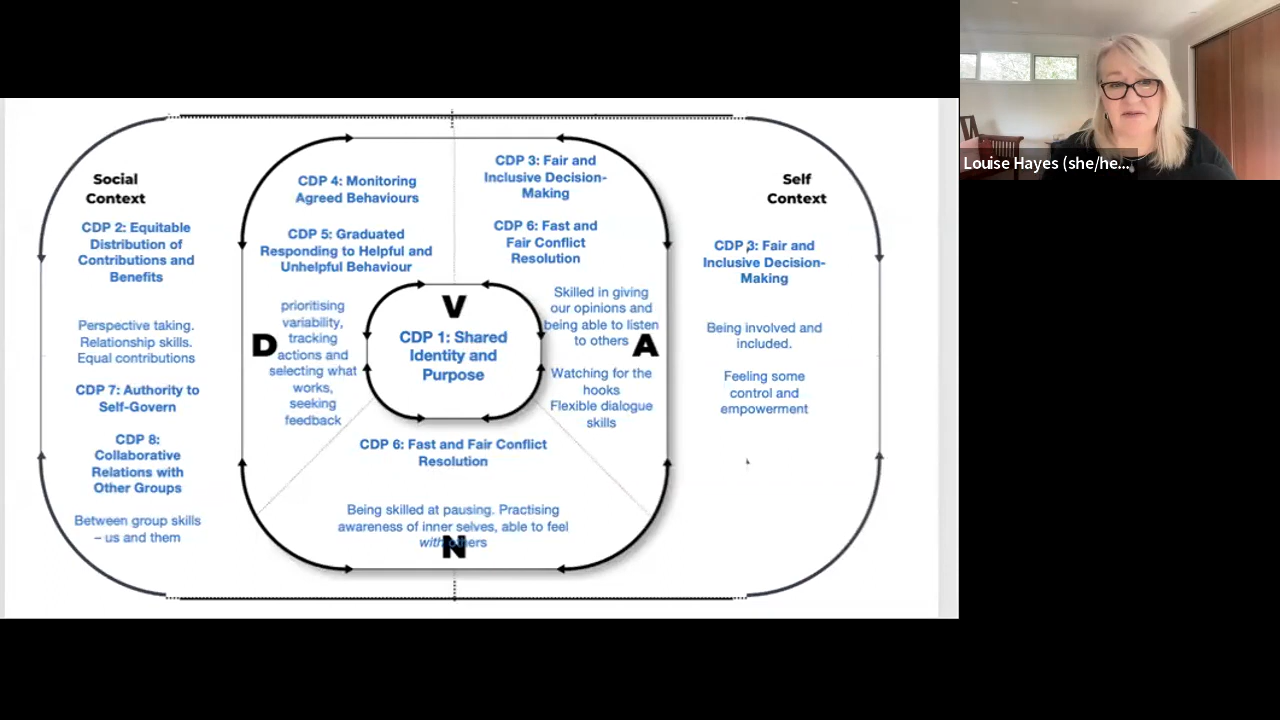 Social
Context
CDP 2: Equitable
Distribution of
Contributions and
Benefits
Perspective taking.
Relationship skills.
Equal contributions
CDP 7: Authority to
Self-Govern
CDP 8:
Collaborative
Relations with
Other Groups
Between group skills
– us and them
CDP 4: Monitoring
Agreed Behaviours
CDP 5: Graduated
Responding to Helpful and
Unhelpful Behaviour
D
prioritising
variability,
tracking
actions and
selecting what
works,
seeking
feedback
V
CDP 1: Shared
Identity and
Purpose
CDP 3: Fair and
Inclusive Decision-
Making
CDP 6: Fast and
Fair Conflict
Resolution
Skilled in giving
our opinions and
being able to listen
to others
A
Watching for the
hooks
Flexible dialogue
skills
CDP 6: Fast and Fair Conflict
Resolution
Being skilled at pausing. Practising
awareness of inner selves, able to feel
with others
N
Self
Context
CDP 3: Fair and
Inclusive Decision-
Making
Being involved and
included.
Feeling some
control and
empowerment
Louise Hayes (she/he...